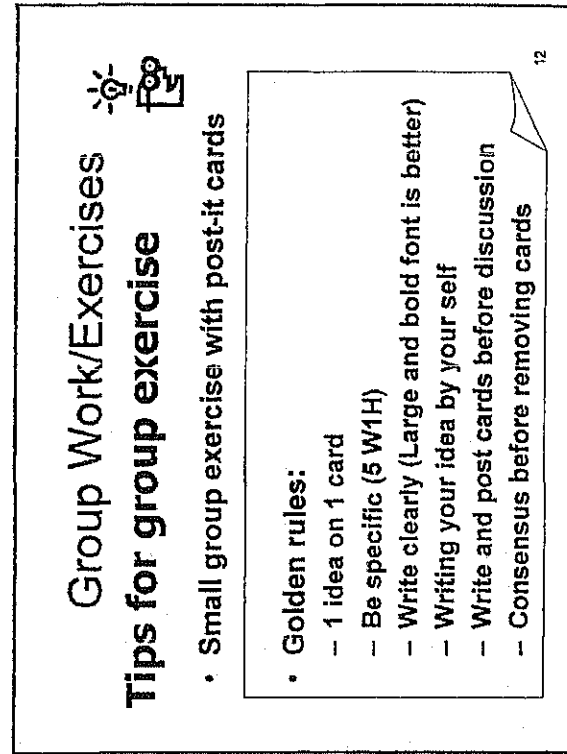 Group Work/Exercises
Tips for group exercise
• Small group exercise with post-it cards
• Golden rules:
– 1 idea on 1 card
– Be specific (5 W1H)
– Write clearly (Large and bold font is better)
– Writing your idea by your self
– Write and post cards before discussion
– Consensus before removing cards
12